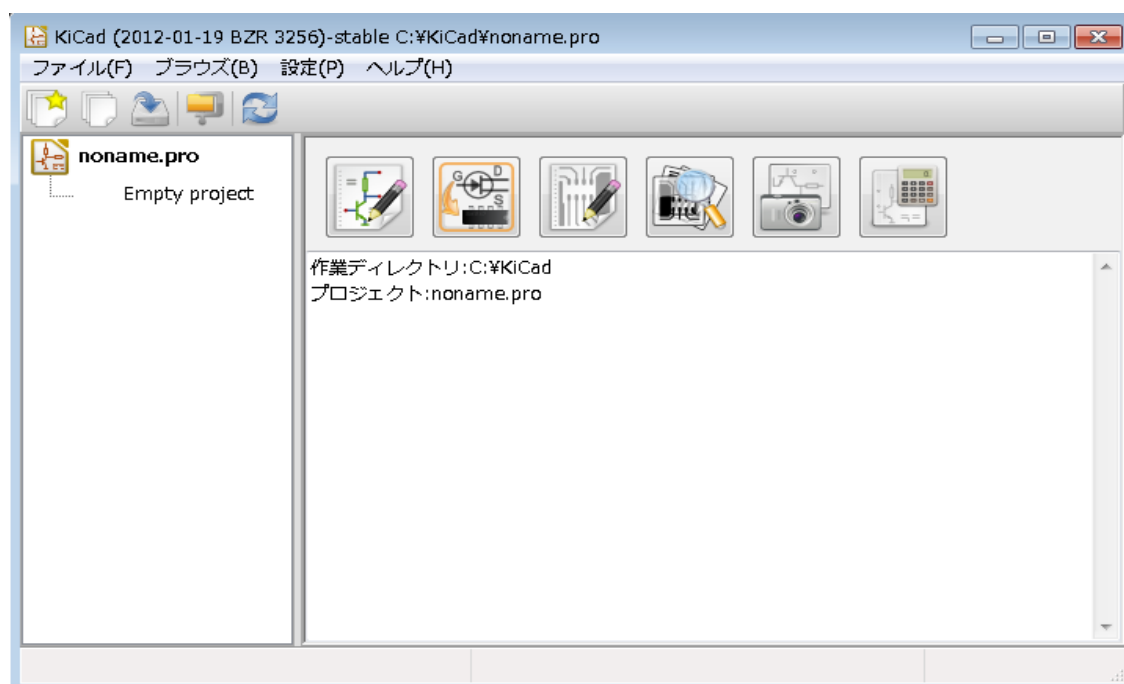 KiCad (2012-01-19 BZR 3256)-stable C:¥KiCad¥noname.pro
ファイル(F) ブラウズ(B) 設定(P) ヘルプ(H)
noname.pro
Empty project
G D S
作業ディレクトリ:C:¥KiCad
プロジェクト:noname.pro